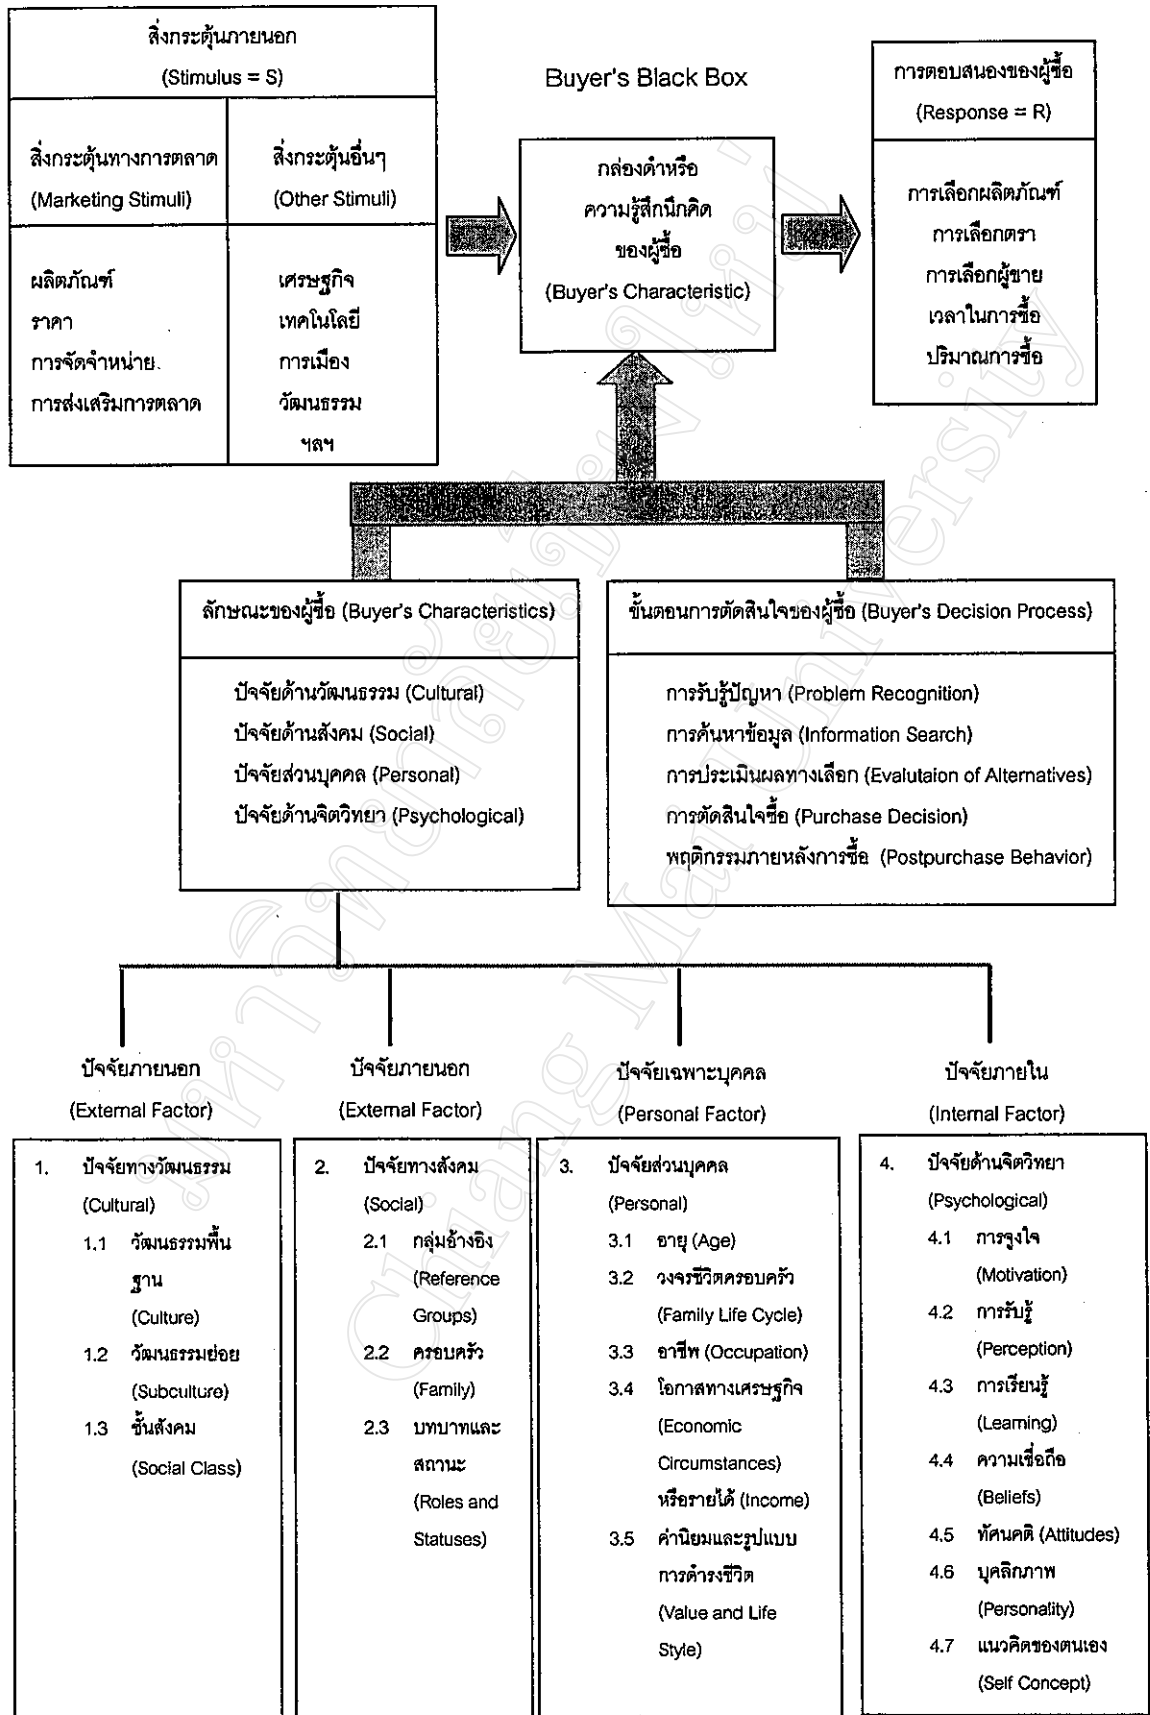 สิ่งกระตุ้นภายนอก
(Stimulus = S)
สิ่งกระตุ้นทางการตลาด
(Marketing Stimuli)
สิ่งกระตุ้นอื่นๆ
(Other Stimuli)
ผลิตภัณฑ์
ราคา
การจัดจำหน่าย
การส่งเสริมการตลาด
เศรษฐกิจ
เทคโนโลยี
การเมือง
วัฒนธรรม
ฯลฯ
Buyer's Black Box
กล่องดำหรือ
ความรู้สึกนึกคิด
ของผู้ซื้อ
(Buyer's Characteristic)
การตอบสนองของผู้ซื้อ
(Response = R)
การเลือกผลิตภัณฑ์
การเลือกตรา
การเลือกผู้ขาย
เวลาในการซื้อ
ปริมาณการซื้อ
ลักษณะของผู้ซื้อ (Buyer's Characteristics)
ปัจจัยด้านวัฒนธรรม (Cultural)
ปัจจัยด้านสังคม (Social)
ปัจจัยส่วนบุคคล (Personal)
ปัจจัยด้านจิตวิทยา (Psychological)
ขั้นตอนการตัดสินใจของผู้ซื้อ (Buyer's Decision Process)
การรับรู้ปัญหา (Problem Recognition)
การค้นหาข้อมูล (Information Search)
การประเมินผลทางเลือก (Evalutaion of Alternatives)
การตัดสินใจซื้อ (Purchase Decision)
พฤติกรรมภายหลังการซื้อ (Postpurchase Behavior)
ปัจจัยภายนอก
(External Factor)
1. ปัจจัยทางวัฒนธรรม
(Cultural)
1.1 วัฒนธรรมพื้น
ฐาน
(Culture)
1.2 วัฒนธรรมย่อย
(Subculture)
1.3 ชั้นสังคม
(Social Class)
ปัจจัยภายนอก
(External Factor)
2. ปัจจัยทางสังคม
(Social)
2.1 กลุ่มอ้างอิง
(Reference
Groups)
2.2 ครอบครัว
(Family)
2.3 บทบาทและ
สถานะ
(Roles and
Statuses)
ปัจจัยเฉพาะบุคคล
(Personal Factor)
3. ปัจจัยส่วนบุคคล
(Personal)
3.1 อายุ (Age)
3.2 วงจรชีวิตครอบครัว
(Family Life Cycle)
3.3 อาชีพ (Occupation)
3.4 โอกาสทางเศรษฐกิจ
(Economic
Circumstances)
หรือรายได้ (Income)
3.5 ค่านิยมและรูปแบบ
การดำรงชีวิต
(Value and Life
Style)
ปัจจัยภายใน
(Internal Factor)
4. ปัจจัยด้านจิตวิทยา
(Psychological)
4.1 การจูงใจ
(Motivation)
4.2 การรับรู้
(Perception)
4.3 การเรียนรู้
(Learning)
4.4 ความเชื่อถือ
(Beliefs)
4.5 ทัศนคติ (Attitudes)
4.6 บุคลิกภาพ
(Personality)
4.7 แนวคิดของตนเอง
(Self Concept)
มหาวิทยาลัยเชียงใหม่
Chiang Mai University